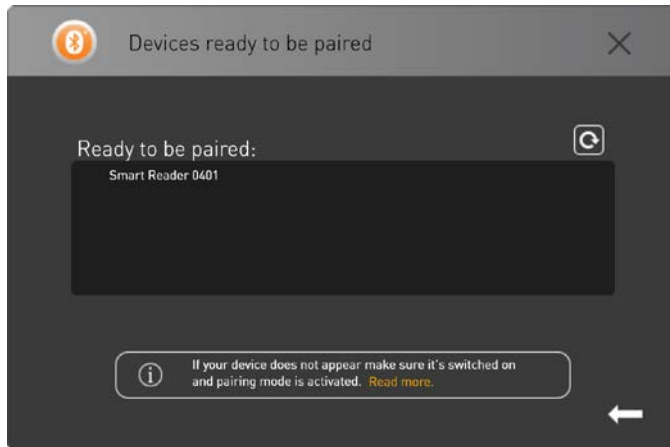 Devices ready to be paired
Ready to be paired:
Smart Reader 0401
If your device does not appear make sure it's switched on
and pairing mode is activated. Read more.